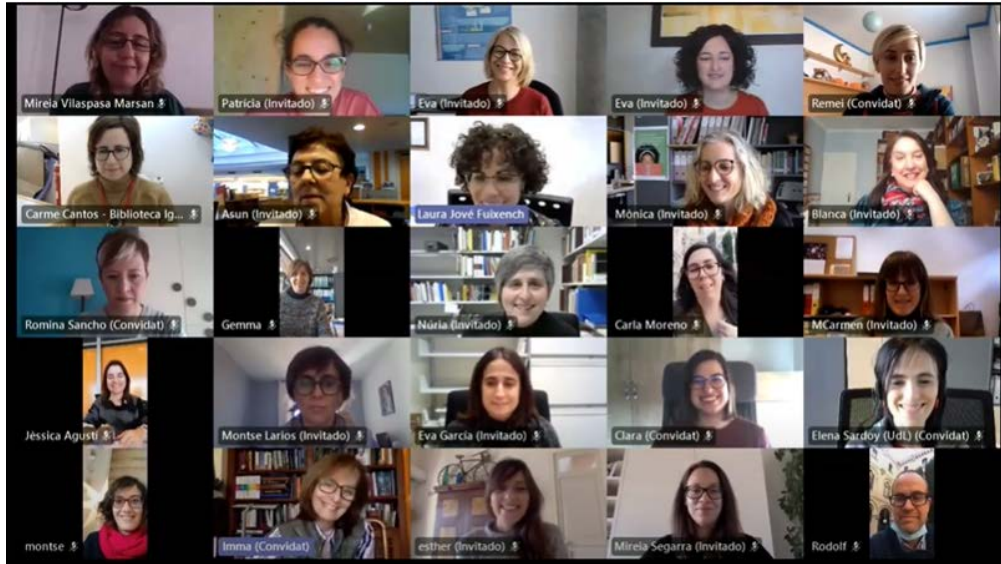 Mireia Vilaspasa Marsan
Patrícia (Invitado)
Eva (Invitado)
Eva (Invitado)
Remei (Convidat)
Carme Cantos - Biblioteca Ig...
Asun (Invitado)
Laura Jové Fuixench
Mònica (Invitado)
Blanca (Invitado)
Romina Sancho (Convidat)
Gemma
Núria (Invitado)
Carla Moreno
MCarmen (Invitado)
Jèssica Agustí
Montse Larios (Invitado)
Eva García (Invitado)
Clara (Convidat)
Elena Sardoy (UdL) (Convidat)
montse
Imma (Convidat)
esther (Invitado)
Mireia Segarra (Invitado)
Rodolf